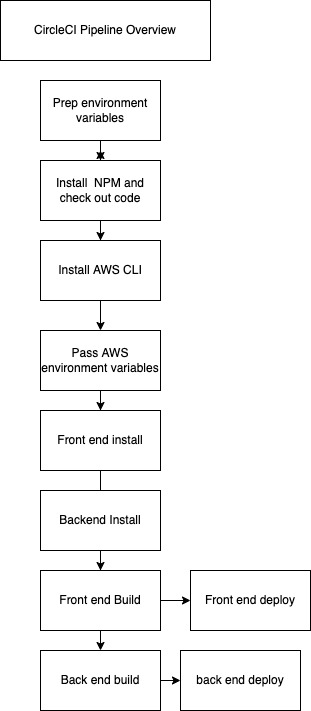 CircleCI Pipeline Overview
Prep environment
variables
Install  NPM and
check out code
Install AWS CLI
Pass AWS
environment variables
Front end install
Backend Install
Front end Build
Front end deploy
Back end build
back end deploy